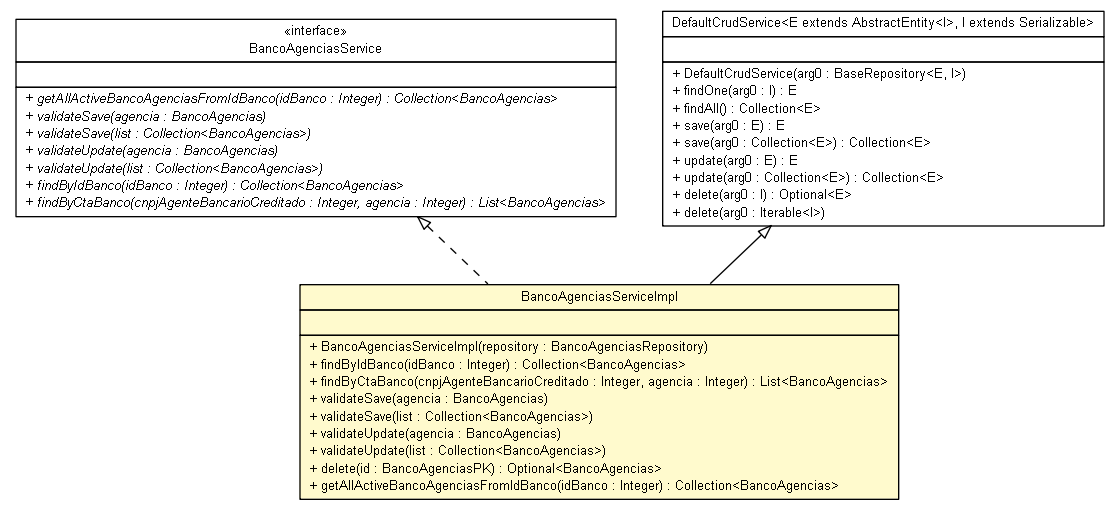 «interface»
BancoAgenciasService
+ getAllActiveBancoAgenciasFromIdBanco(idBanco : Integer) : Collection<BancoAgencias>
+ validateSave(agencia : BancoAgencias)
+ validateSave(list : Collection<BancoAgencias>)
+ validateUpdate(agencia : BancoAgencias)
+ validateUpdate(list : Collection<BancoAgencias>)
+ findByIdBanco(idBanco : Integer) : Collection<BancoAgencias>
+ findByCtaBanco(cnpjAgenteBancarioCreditado : Integer, agencia : Integer) : List<BancoAgencias>
DefaultCrudService<E extends AbstractEntity<I>, I extends Serializable>
+ DefaultCrudService(arg0 : BaseRepository<E, I>)
+ findOne(arg0 : I) : E
+ findAll() : Collection<E>
+ save(arg0 : E) : E
+ save(arg0 : Collection<E>) : Collection<E>
+ update(arg0 : E) : E
+ update(arg0 : Collection<E>) : Collection<E>
+ delete(arg0 : I) : Optional<E>
+ delete(arg0 : Iterable<I>)
BancoAgenciasServiceImpl
+ BancoAgenciasServiceImpl(repository : BancoAgenciasRepository)
+ findByIdBanco(idBanco : Integer) : Collection<BancoAgencias>
+ findByCtaBanco(cnpjAgenteBancarioCreditado : Integer, agencia : Integer) : List<BancoAgencias>
+ validateSave(agencia : BancoAgencias)
+ validateSave(list : Collection<BancoAgencias>)
+ validateUpdate(agencia : BancoAgencias)
+ validateUpdate(list : Collection<BancoAgencias>)
+ delete(id : BancoAgenciasPK) : Optional<BancoAgencias>
+ getAllActiveBancoAgenciasFromIdBanco(idBanco : Integer) : Collection<BancoAgencias>